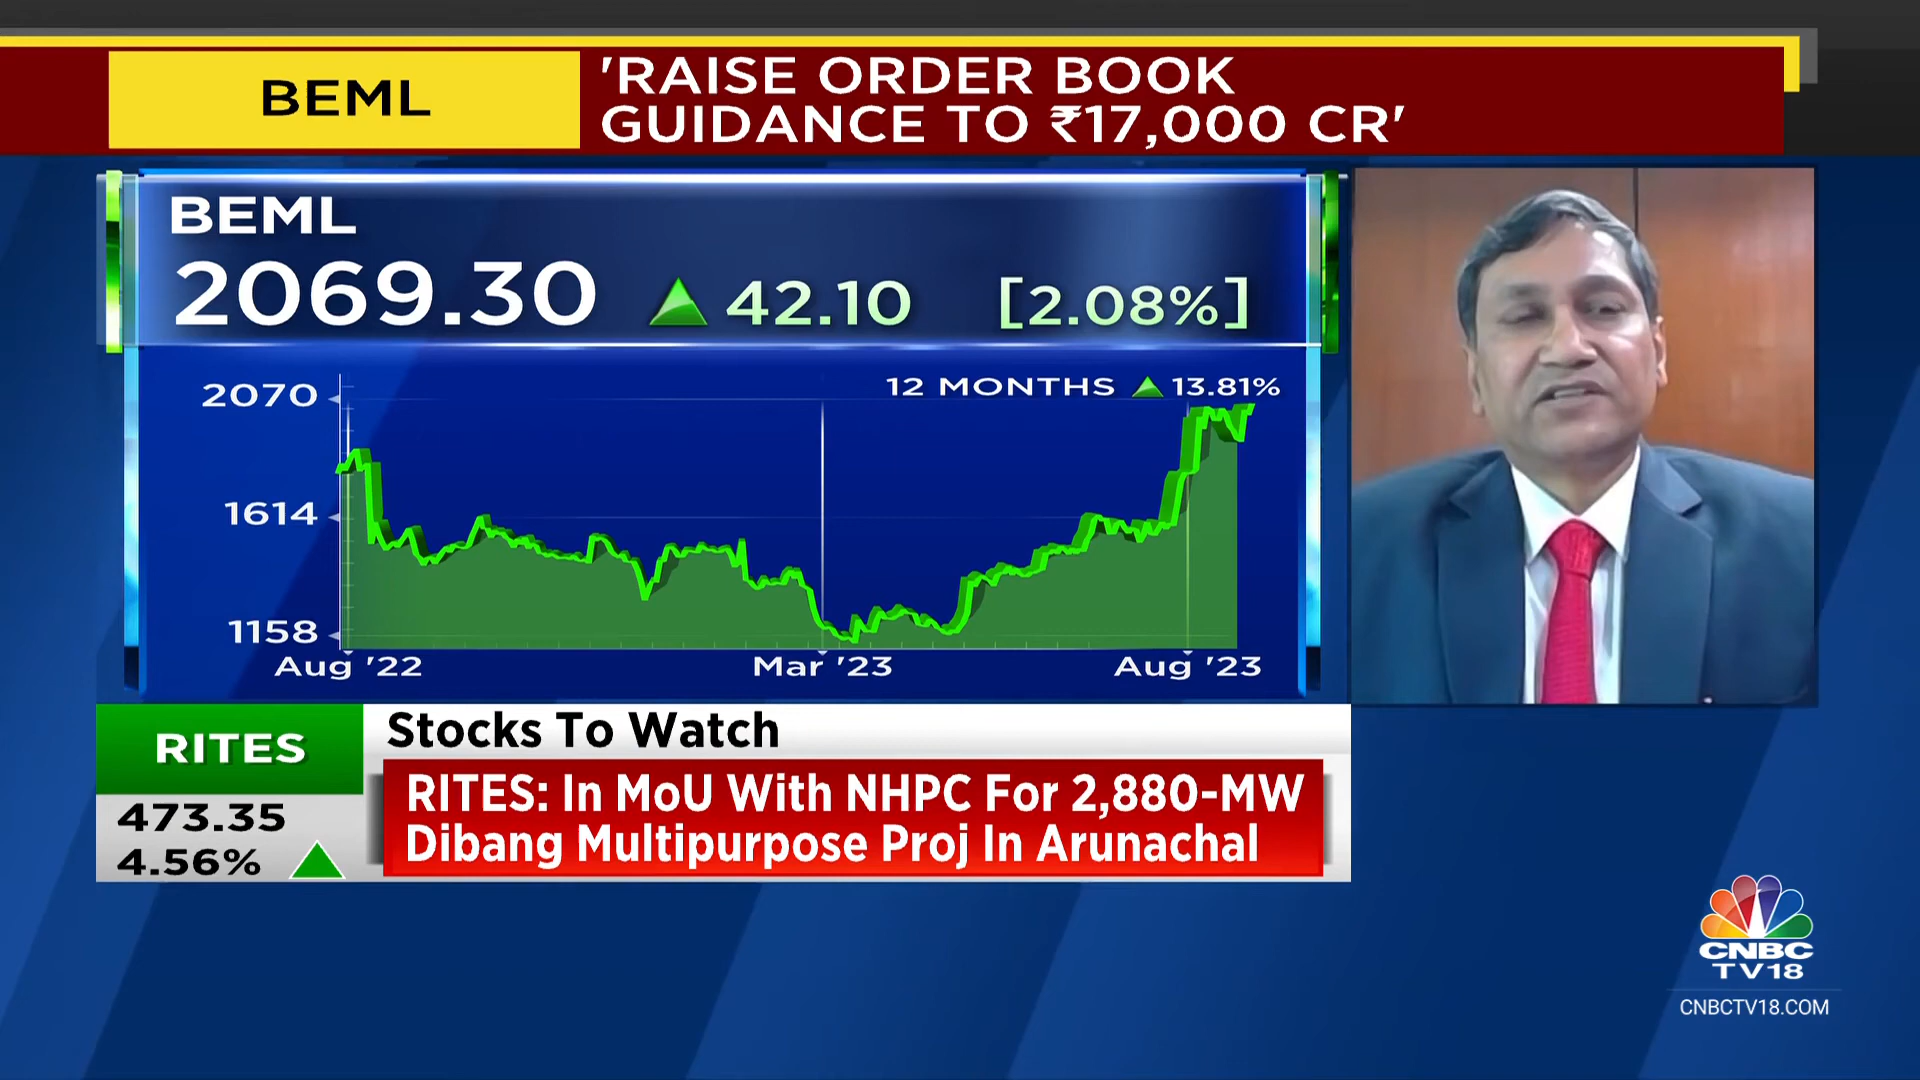 BEML
'RAISE ORDER BOOK
GUIDANCE TO ₹17,000 CR'
BEML
2069.30 ▲ 42.10 [2.08%]
12 MONTHS ▲ 13.81%
2070
1614
1158
Aug '22 Mar '23 Aug '23
RITES
473.35
4.56% ▲
Stocks To Watch
RITES: In MoU With NHPC For 2,880-MW
Dibang Multipurpose Proj In Arunachal
CNBC
TV18
CNBCTV18.COM